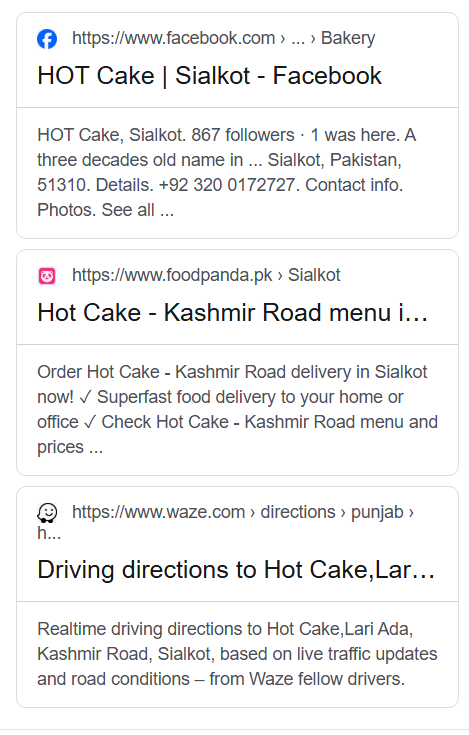 https://www.facebook.com › ... › Bakery
HOT Cake | Sialkot - Facebook
HOT Cake, Sialkot. 867 followers · 1 was here. A
three decades old name in ... Sialkot, Pakistan,
51310. Details. +92 320 0172727. Contact info.
Photos. See all ...
https://www.foodpanda.pk › Sialkot
Hot Cake - Kashmir Road menu i...
Order Hot Cake - Kashmir Road delivery in Sialkot
now! ✓ Superfast food delivery to your home or
office ✓ Check Hot Cake - Kashmir Road menu and
prices ...
https://www.waze.com › directions › punjab ›
h...
Driving directions to Hot Cake,Lar...
Realtime driving directions to Hot Cake,Lari Ada,
Kashmir Road, Sialkot, based on live traffic updates
and road conditions – from Waze fellow drivers.